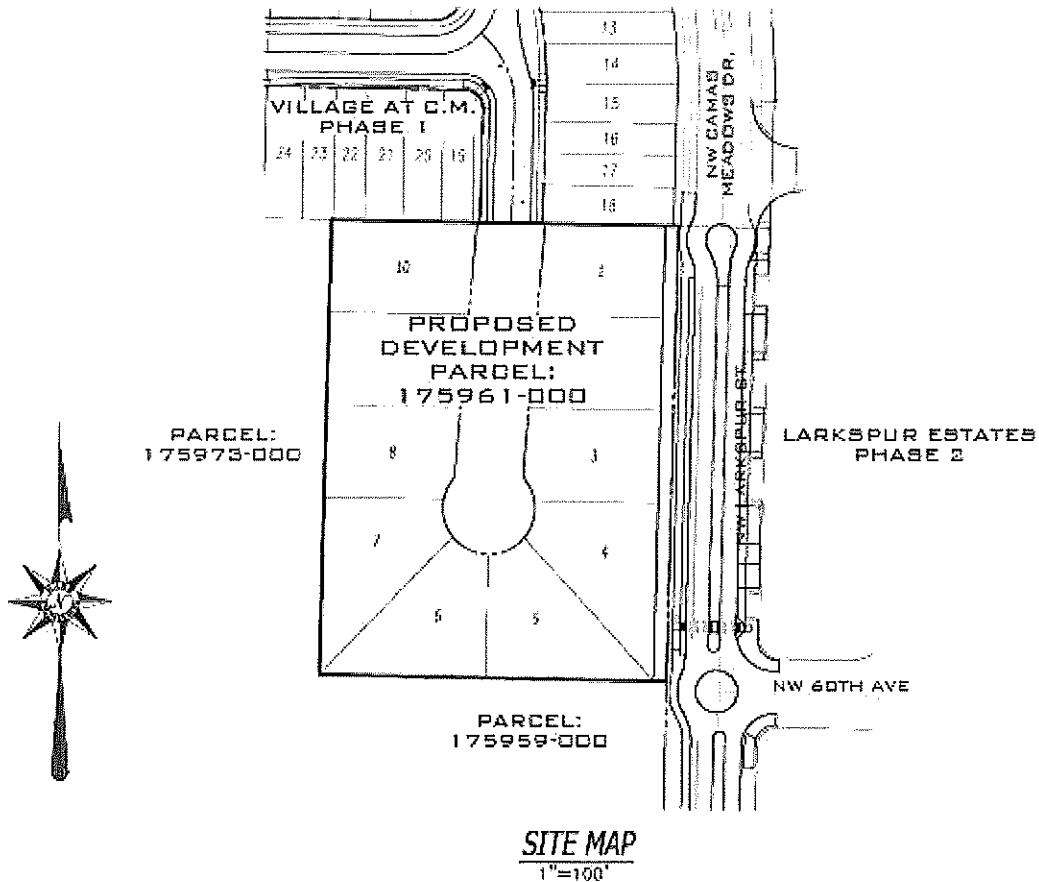 13
14
15
16
17
18
VILLAGE AT C.M.
PHASE 1
24 23 22 21 20 19
NW CAMAS
MEADOWS DR.
10
2
PROPOSED
DEVELOPMENT
PARCEL:
175961-000
PARCEL:
175973-000
8
3
NW LARKSPUR ST.
LARKSPUR ESTATES
PHASE 2
7
4
6
5
N
NW 60TH AVE
PARCEL:
175959-000
SITE MAP
1"=100'